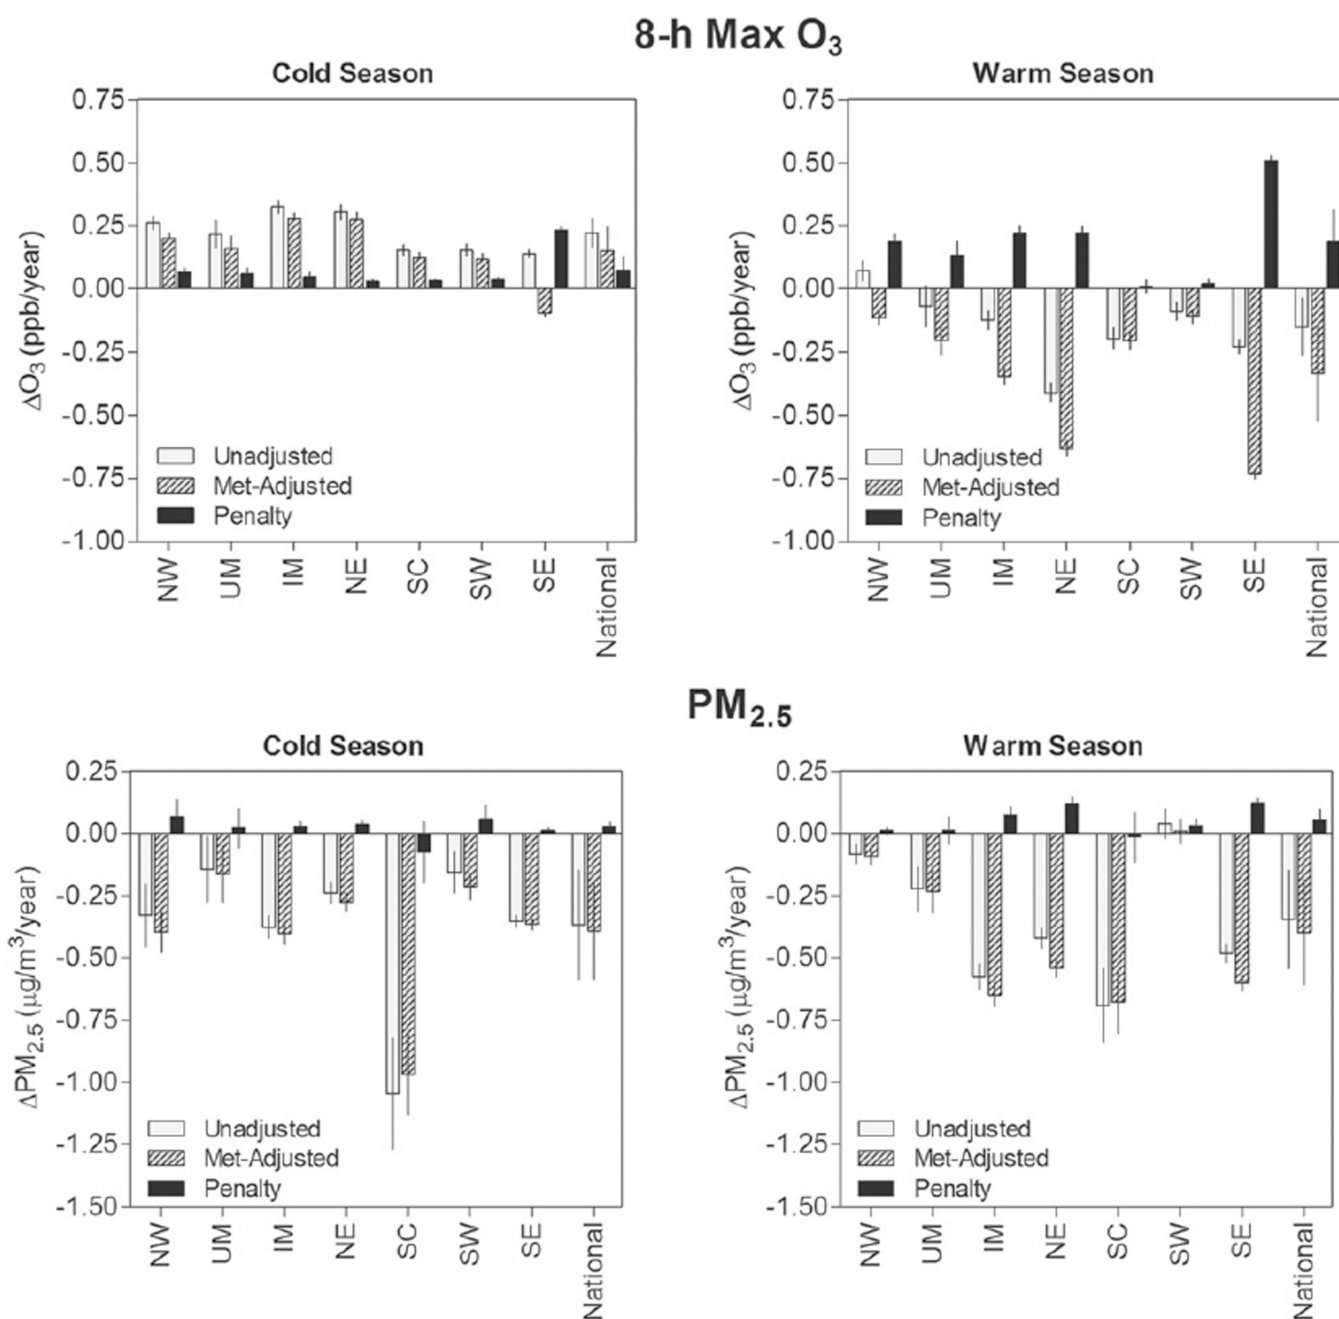 8-h Max O₃
Cold Season
0.75
0.50
0.25
0.00
-0.25
-0.50
-0.75
-1.00
ΔO₃ (ppb/year)
Unadjusted
Met-Adjusted
Penalty
NW
UM
IM
NE
SC
SW
SE
National
Warm Season
0.75
0.50
0.25
0.00
-0.25
-0.50
-0.75
-1.00
ΔO₃ (ppb/year)
Unadjusted
Met-Adjusted
Penalty
NW
UM
IM
NE
SC
SW
SE
National
PM₂.₅
Cold Season
0.25
0.00
-0.25
-0.50
-0.75
-1.00
-1.25
-1.50
ΔPM₂.₅ (μg/m³/year)
Unadjusted
Met-Adjusted
Penalty
NW
UM
IM
NE
SC
SW
SE
National
Warm Season
0.25
0.00
-0.25
-0.50
-0.75
-1.00
-1.25
-1.50
ΔPM₂.₅ (μg/m³/year)
Unadjusted
Met-Adjusted
Penalty
NW
UM
IM
NE
SC
SW
SE
National